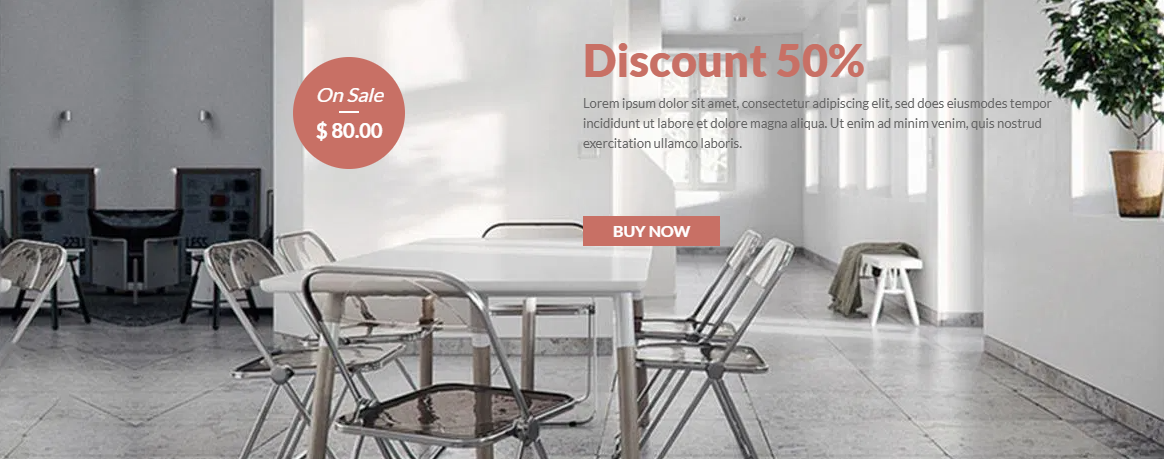 On Sale
$ 80.00
Discount 50%
Lorem ipsum dolor sit amet, consectetur adipiscing elit, sed does eiusmodes tempor
incididunt ut labore et dolore magna aliqua. Ut enim ad minim venim, quis nostrud
exercitation ullamco laboris.
BUY NOW